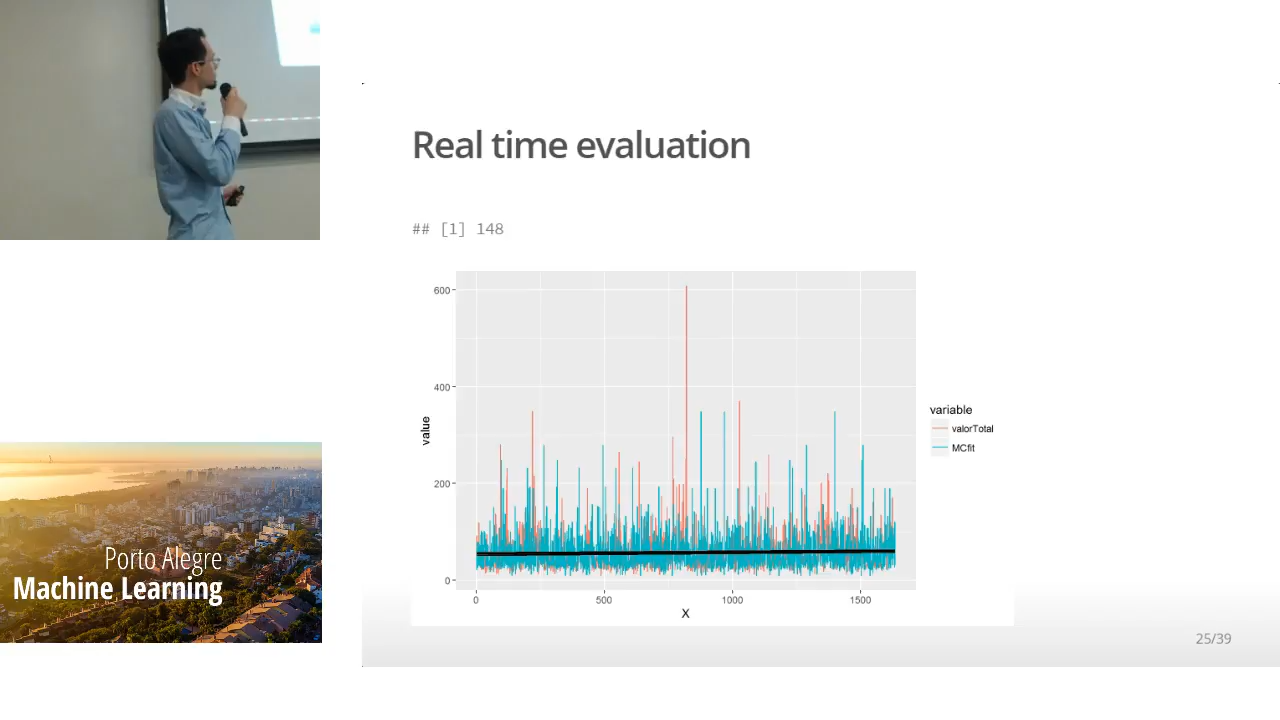 Real time evaluation
## [1] 148
600
400
200
0
value
0
500
1000
1500
X
variable
valorTotal
MCfit
25/39
Porto Alegre
Machine Learning